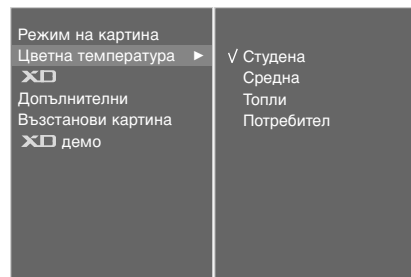 Режим на картина
Цветна температура ►
XD
Допълнителни
Възстанови картина
XD демо
√ Студена
Средна
Топли
Потребител